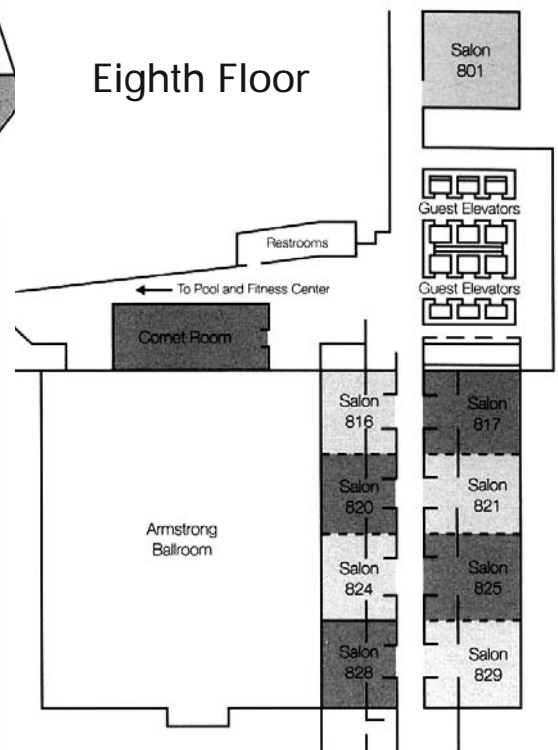 Eighth Floor
Salon
801
Guest Elevators
Restrooms
To Pool and Fitness Center
Guest Elevators
Cornet Room
Salon
816
Salon
817
Salon
820
Salon
821
Armstrong
Ballroom
Salon
824
Salon
825
Salon
828
Salon
829